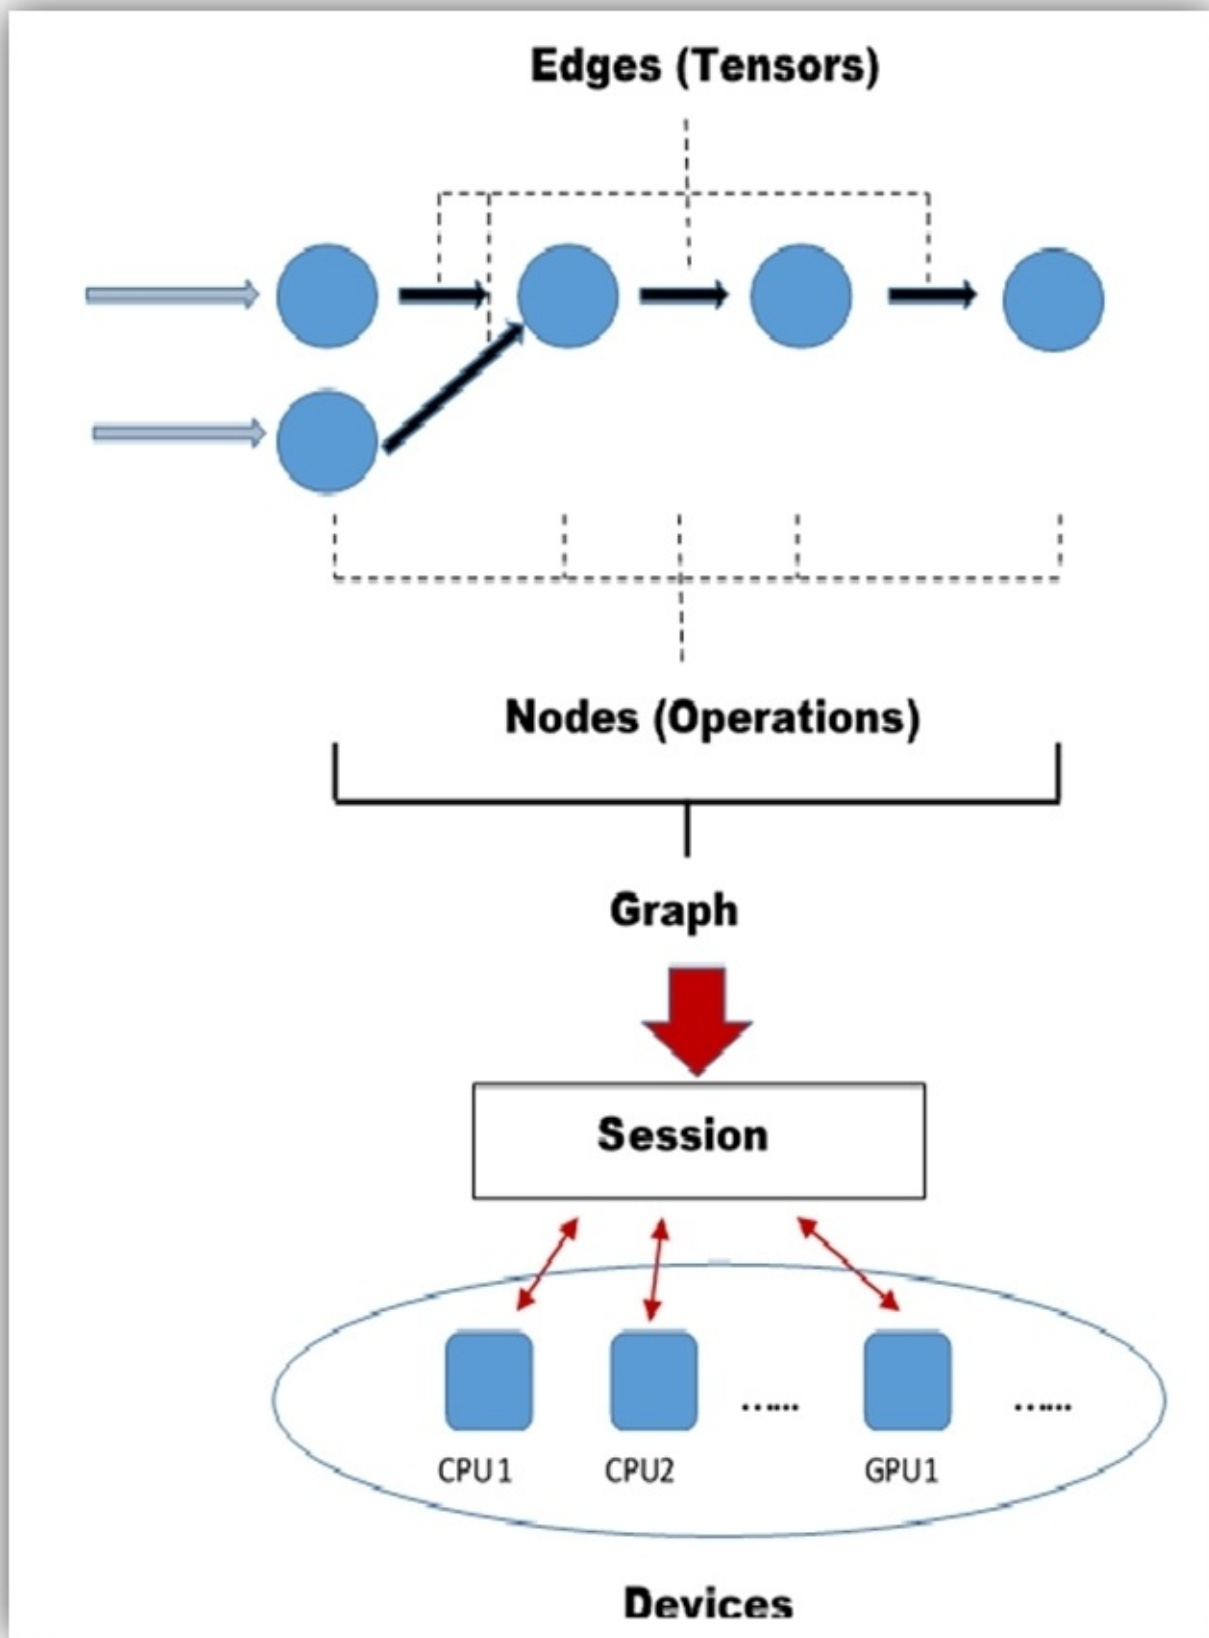 Edges (Tensors)
Nodes (Operations)
Graph
Session
...... ......
CPU1 CPU2 GPU1
Devices